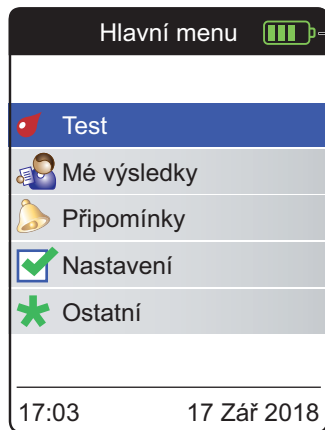 Hlavní menu
Test
Mé výsledky
Připomínky
Nastavení
Ostatní
17:03 17 Zář 2018